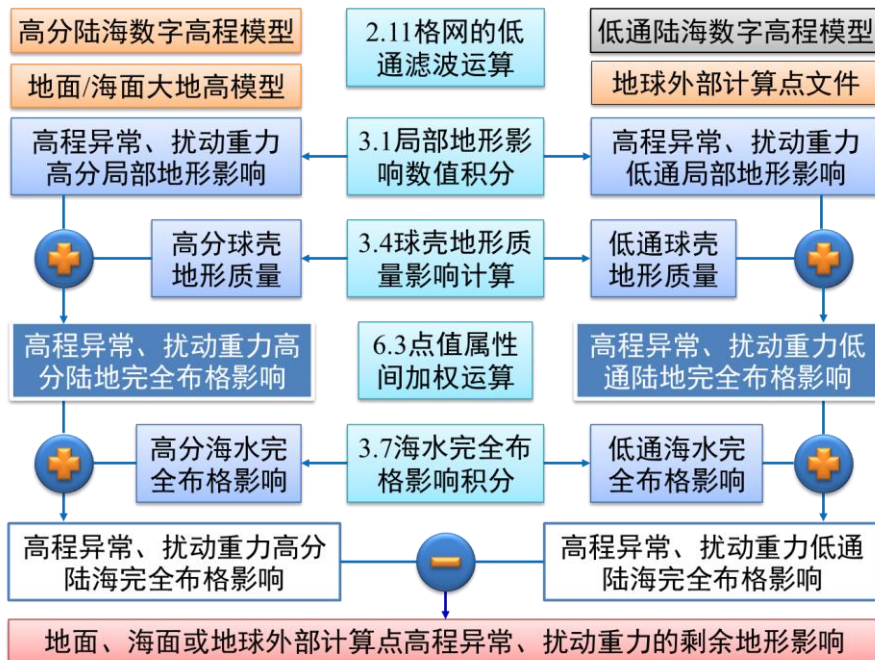 高分陆海数字高程模型
2.11格网的低
通滤波运算
低通陆海数字高程模型
地面/海面大地高模型
地球外部计算点文件
高程异常、扰动重力
高分局部地形影响
3.1局部地形影
响数值积分
高程异常、扰动重力
低通局部地形影响
高分球壳
地形质量
3.4球壳地形质
量影响计算
低通球壳
地形质量
高程异常、扰动重力高
分陆地完全布格影响
6.3点值属性
间加权运算
高程异常、扰动重力低
通陆地完全布格影响
高分海水完
全布格影响
3.7海水完全布
格影响积分
低通海水完
全布格影响
高程异常、扰动重力高分
陆海完全布格影响
高程异常、扰动重力低通
陆海完全布格影响
地面、海面或地球外部计算点高程异常、扰动重力的剩余地形影响